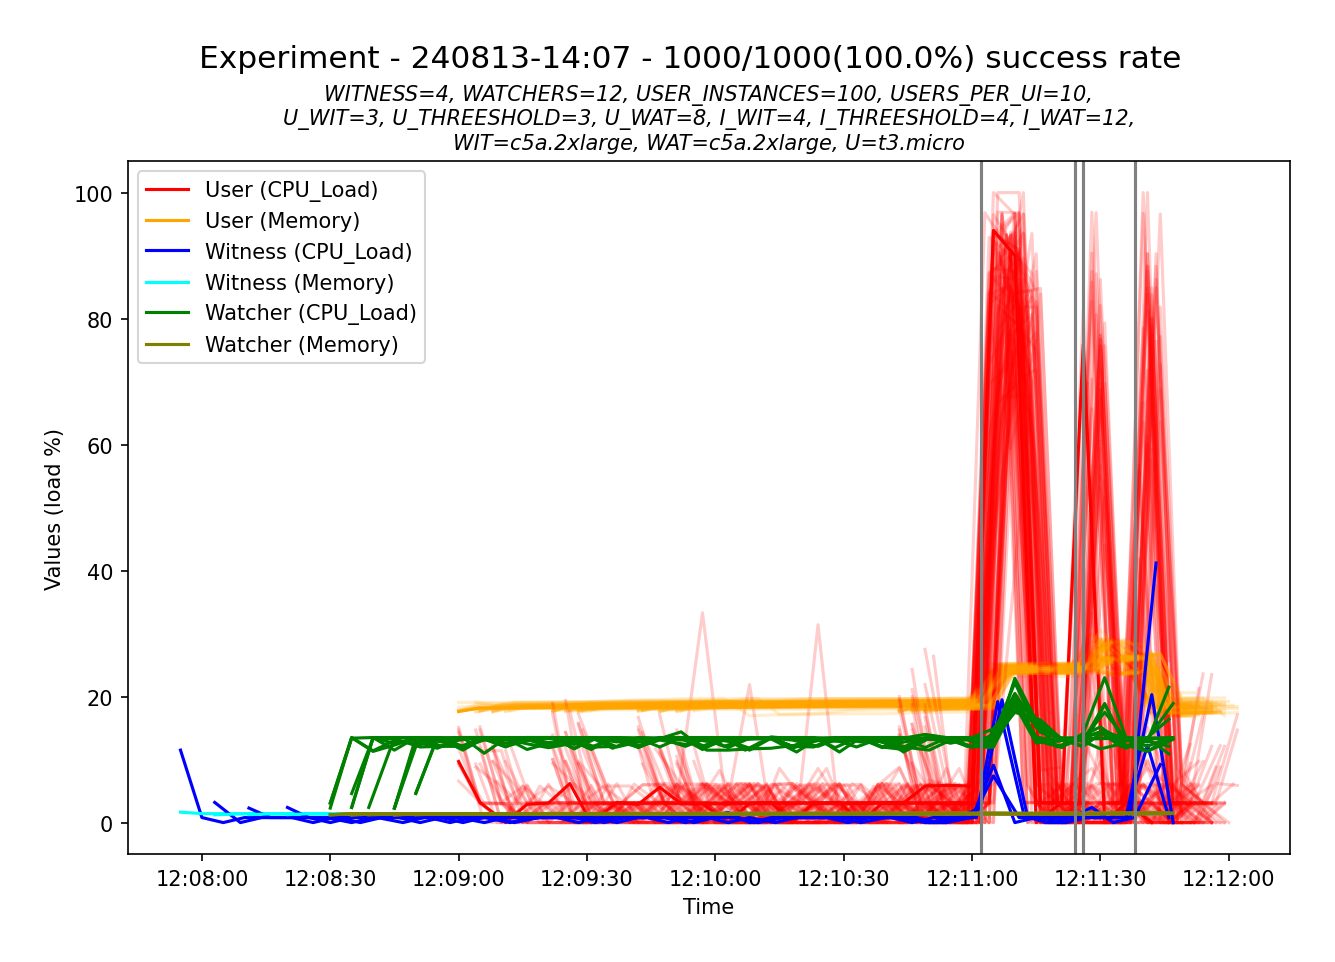 Experiment - 240813-14:07 - 1000/1000(100.0%) success rate
WITNESS=4, WATCHERS=12, USER_INSTANCES=100, USERS_PER_UI=10,
U_WIT=3, U_THREESHOLD=3, U_WAT=8, I_WIT=4, I_THREESHOLD=4, I_WAT=12,
WIT=c5a.2xlarge, WAT=c5a.2xlarge, U=t3.micro
User (CPU_Load)
User (Memory)
Witness (CPU_Load)
Witness (Memory)
Watcher (CPU_Load)
Watcher (Memory)
Values (load %)
100
80
60
40
20
0
12:08:00 12:08:30 12:09:00 12:09:30 12:10:00 12:10:30 12:11:00 12:11:30 12:12:00
Time